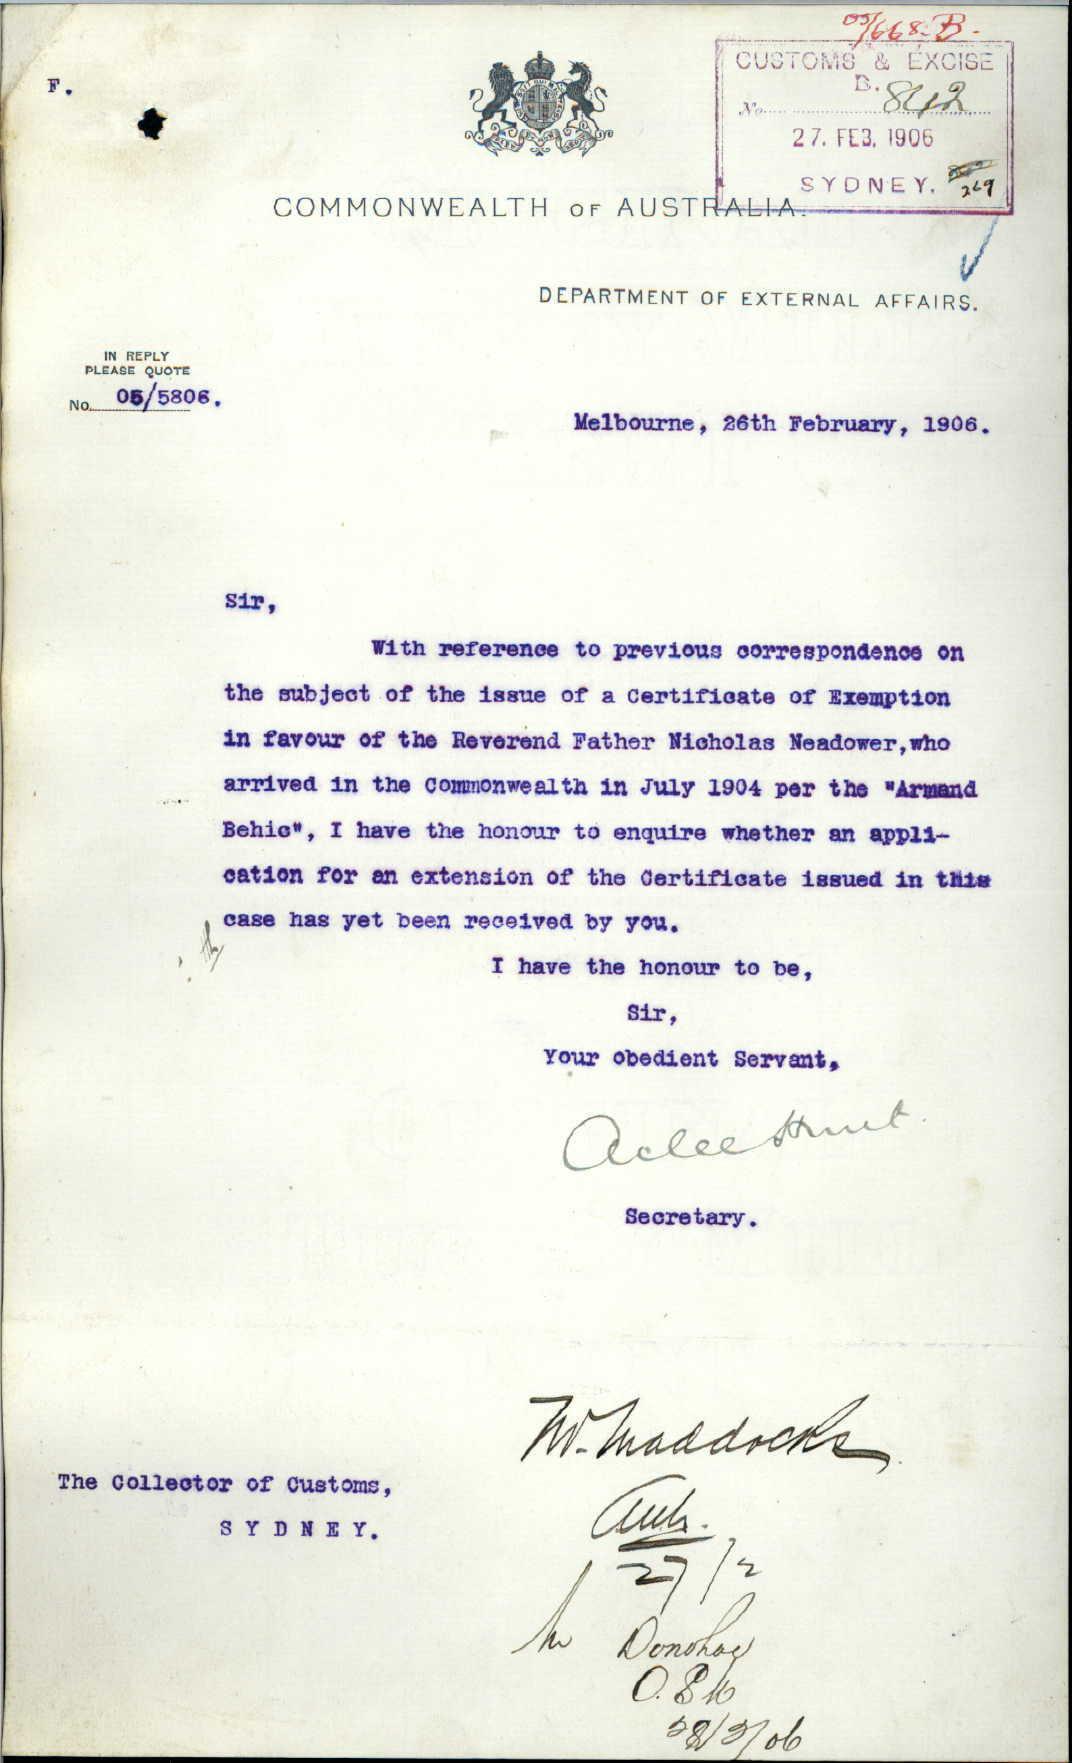 05/668-B.
CUSTOMS & EXCISE
B.
No
27. FEB. 1906
SYDNEY.
269
F.
COMMONWEALTH OF AUSTRALIA.
DEPARTMENT OF EXTERNAL AFFAIRS.
IN REPLY
PLEASE QUOTE
No. 05/5806.
Melbourne, 26th February, 1906.
Sir,
With reference to previous correspondence on
the subject of the issue of a Certificate of Exemption
in favour of the Reverend Father Nicholas Neadower,who
arrived in the Commonwealth in July 1904 per the "Armand
Behic", I have the honour to enquire whether an appli-
cation for an extension of the Certificate issued in this
case has yet been received by you.
I have the honour to be,
Sir,
Your obedient Servant,
Atlee Hunt.
Secretary.
Mr. Maddocks
The Collector of Customs,
SYDNEY.
27/2
Mr Donohoe
28/2/06